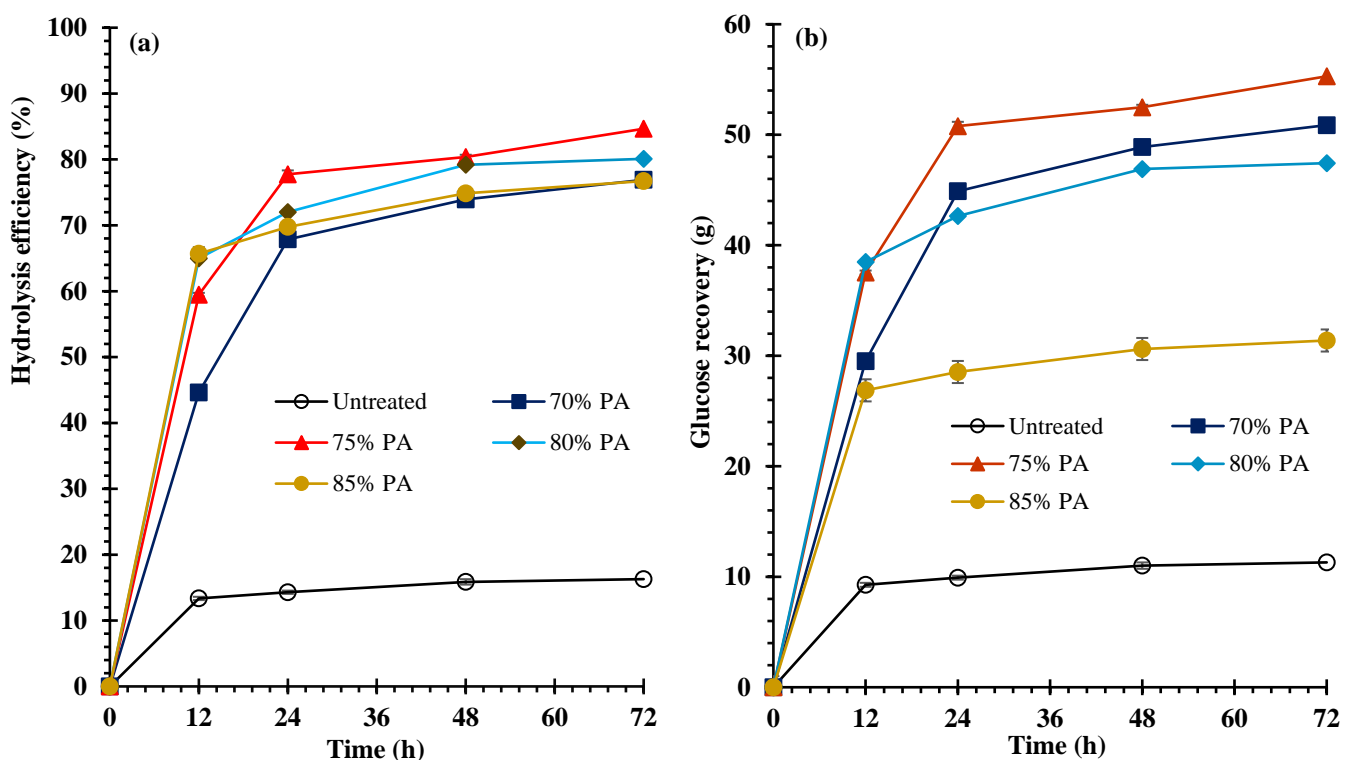 (a)
Hydrolysis efficiency (%)
100
90
80
70
60
50
40
30
20
10
0
Untreated
70% PA
75% PA
80% PA
85% PA
0 12 24 36 48 60 72
Time (h)
(b)
Glucose recovery (g)
60
50
40
30
20
10
0
Untreated
70% PA
75% PA
80% PA
85% PA
0 12 24 36 48 60 72
Time (h)